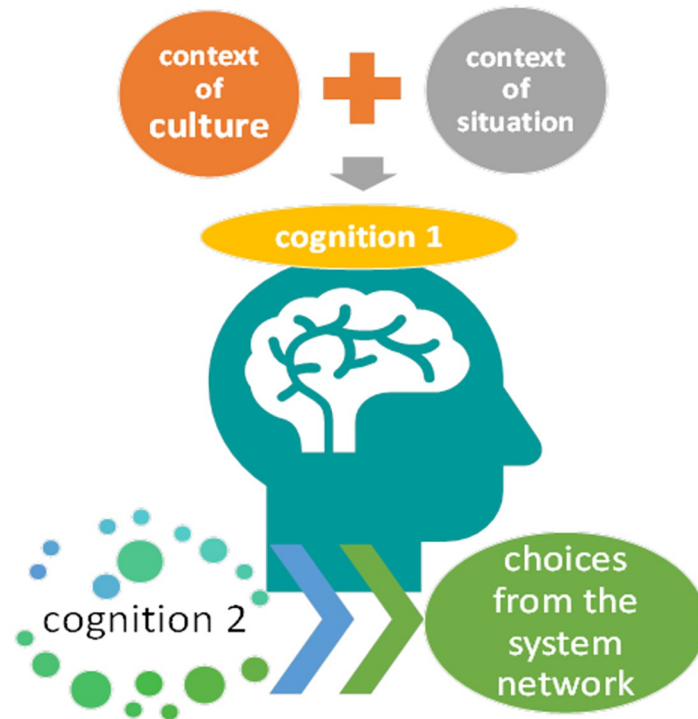 context
of
culture
context
of
situation
cognition 1
cognition 2
choices
from the
system
network